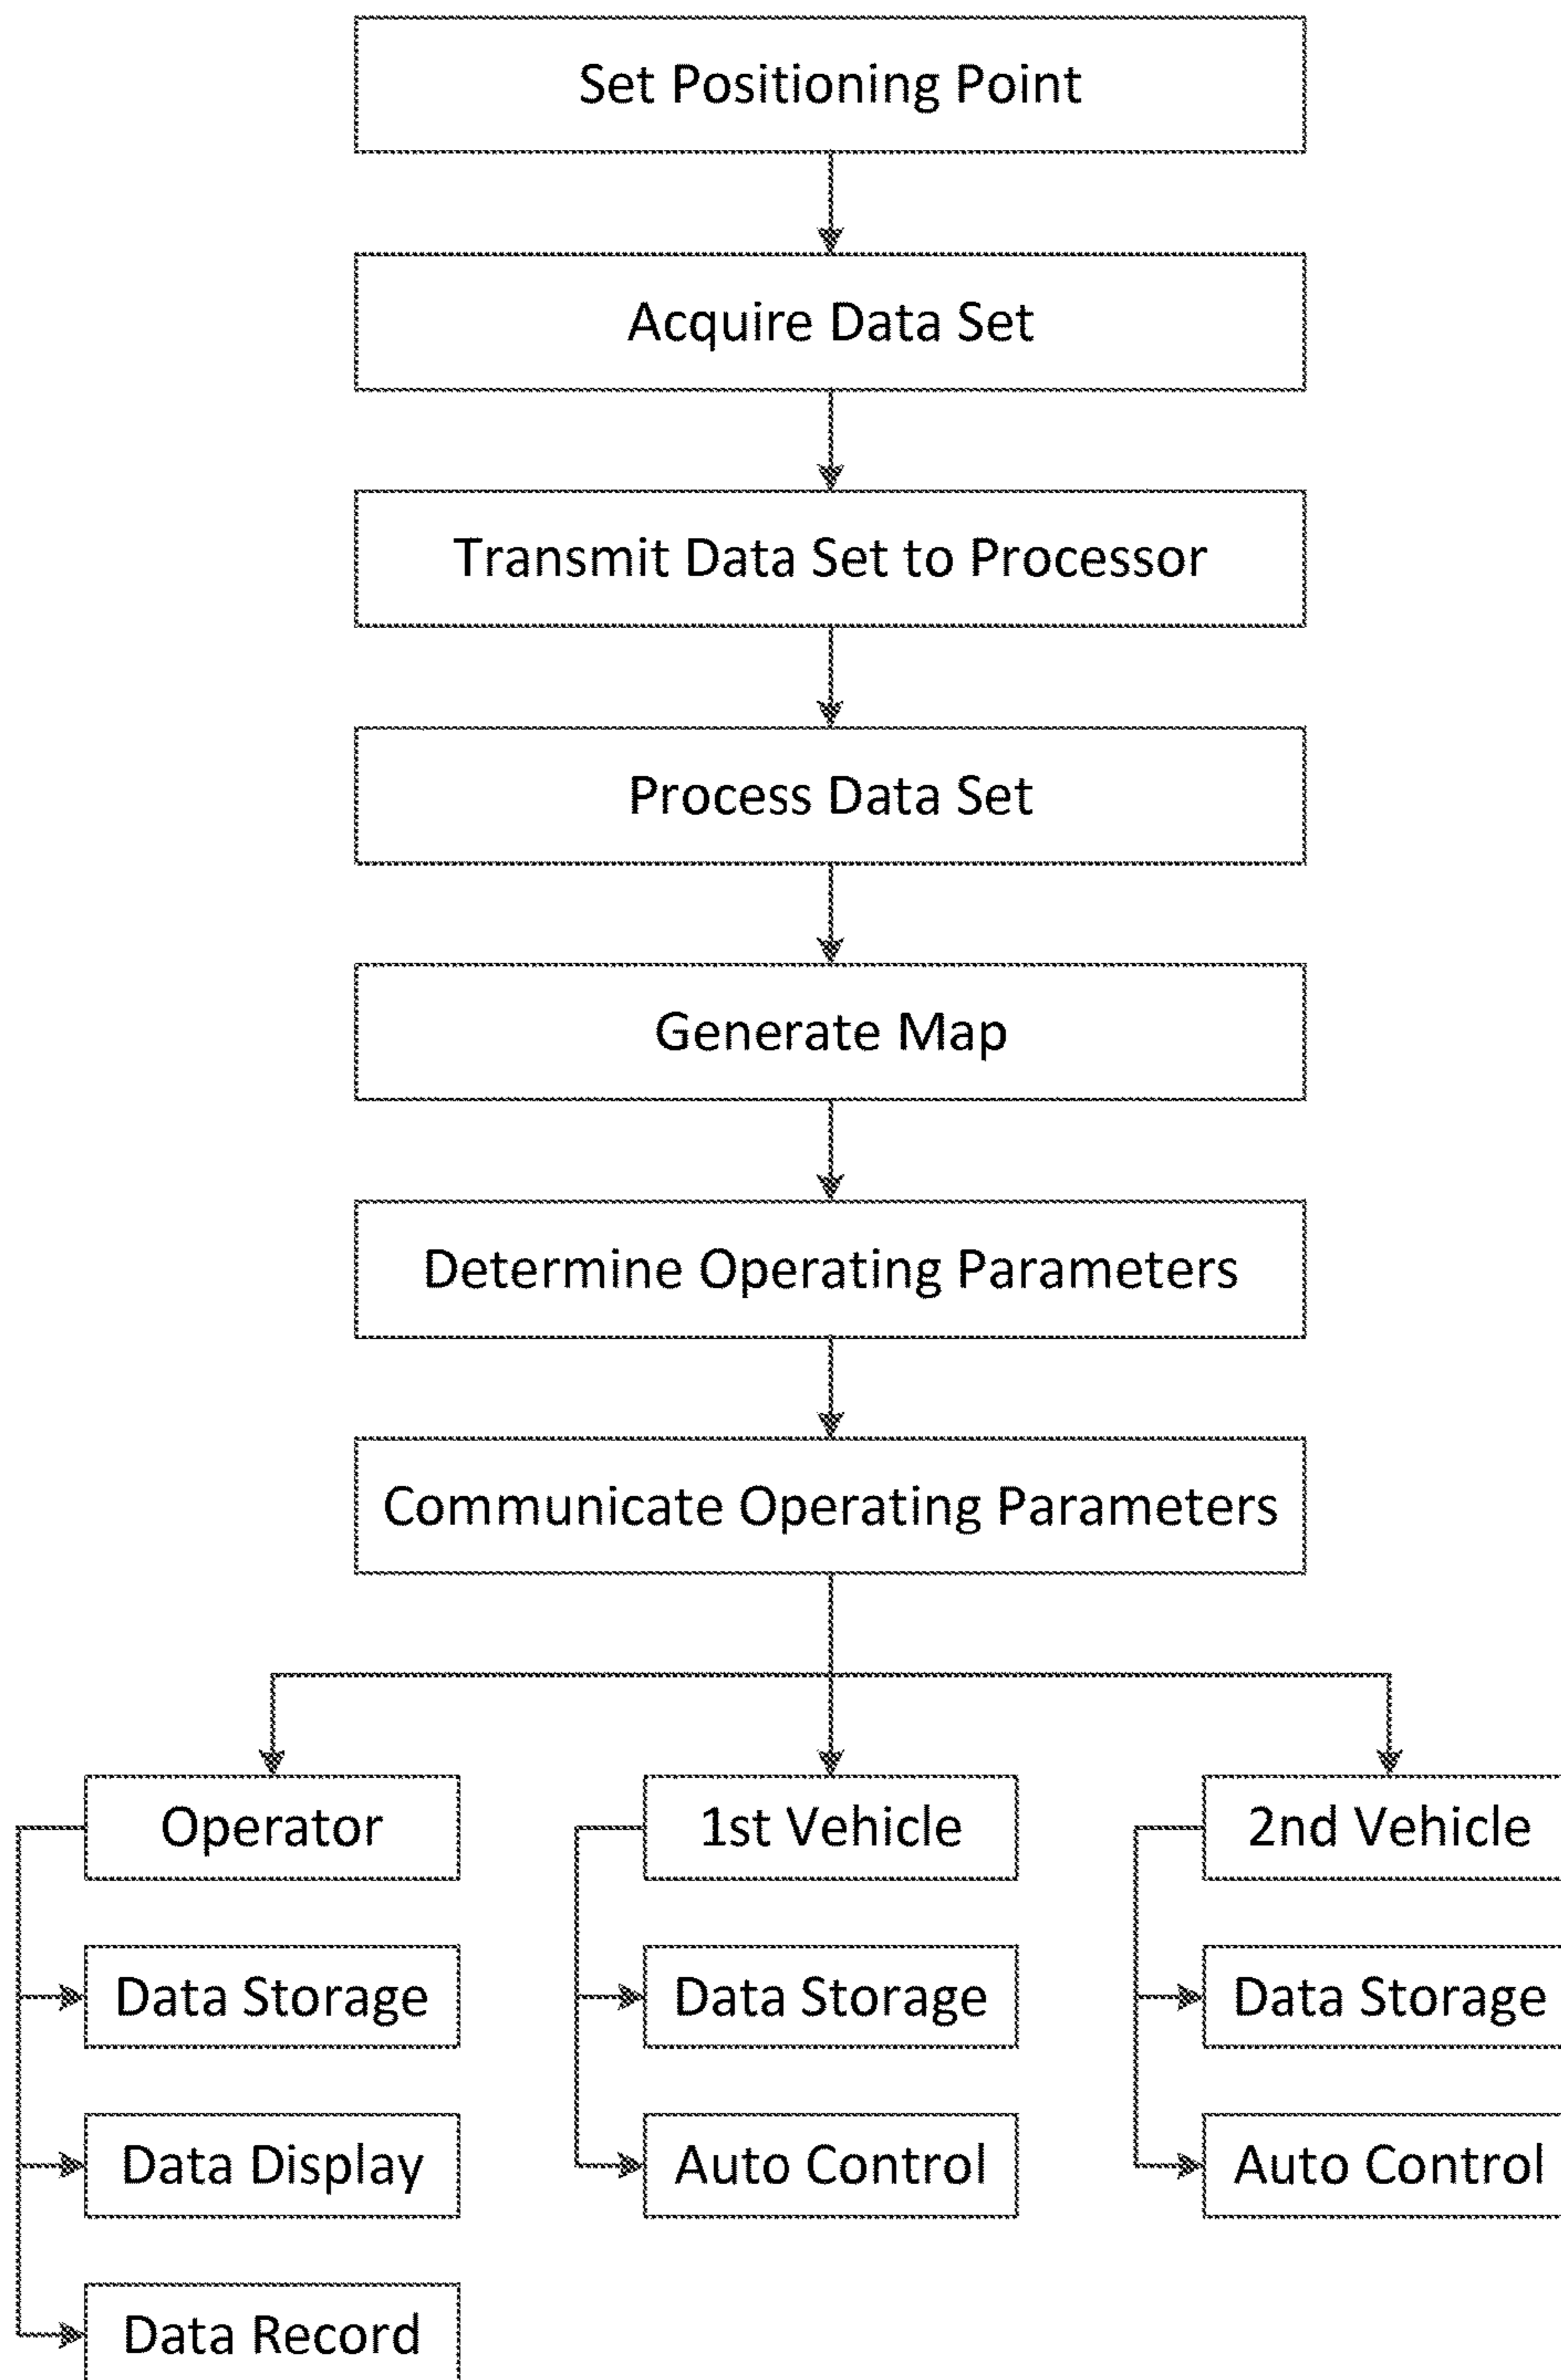 Set Positioning Point
Acquire Data Set
Transmit Data Set to Processor
Process Data Set
Generate Map
Determine Operating Parameters
Communicate Operating Parameters
Operator
1st Vehicle
2nd Vehicle
Data Storage
Data Storage
Data Storage
Data Display
Auto Control
Auto Control
Data Record